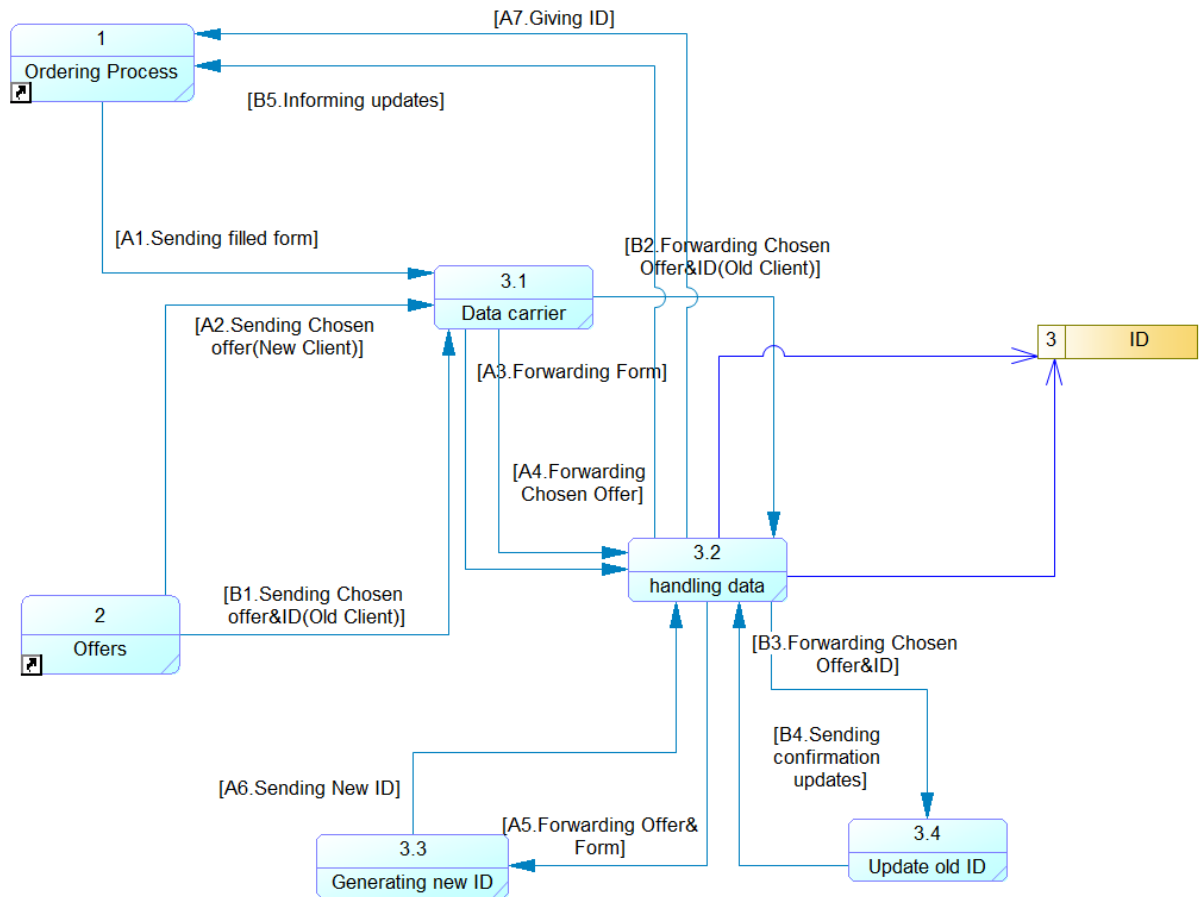 [A7.Giving ID]
1
Ordering Process
[B5.Informing updates]
[A1.Sending filled form]
[B2.Forwarding Chosen
Offer&ID(Old Client)]
3.1
Data carrier
[A2.Sending Chosen
offer(New Client)]
3
ID
[A3.Forwarding Form]
[A4.Forwarding
Chosen Offer]
3.2
handling data
[B1.Sending Chosen
offer&ID(Old Client)]
2
Offers
[B3.Forwarding Chosen
Offer&ID]
[B4.Sending
confirmation
updates]
[A6.Sending New ID]
[A5.Forwarding Offer&
Form]
3.3
Generating new ID
3.4
Update old ID